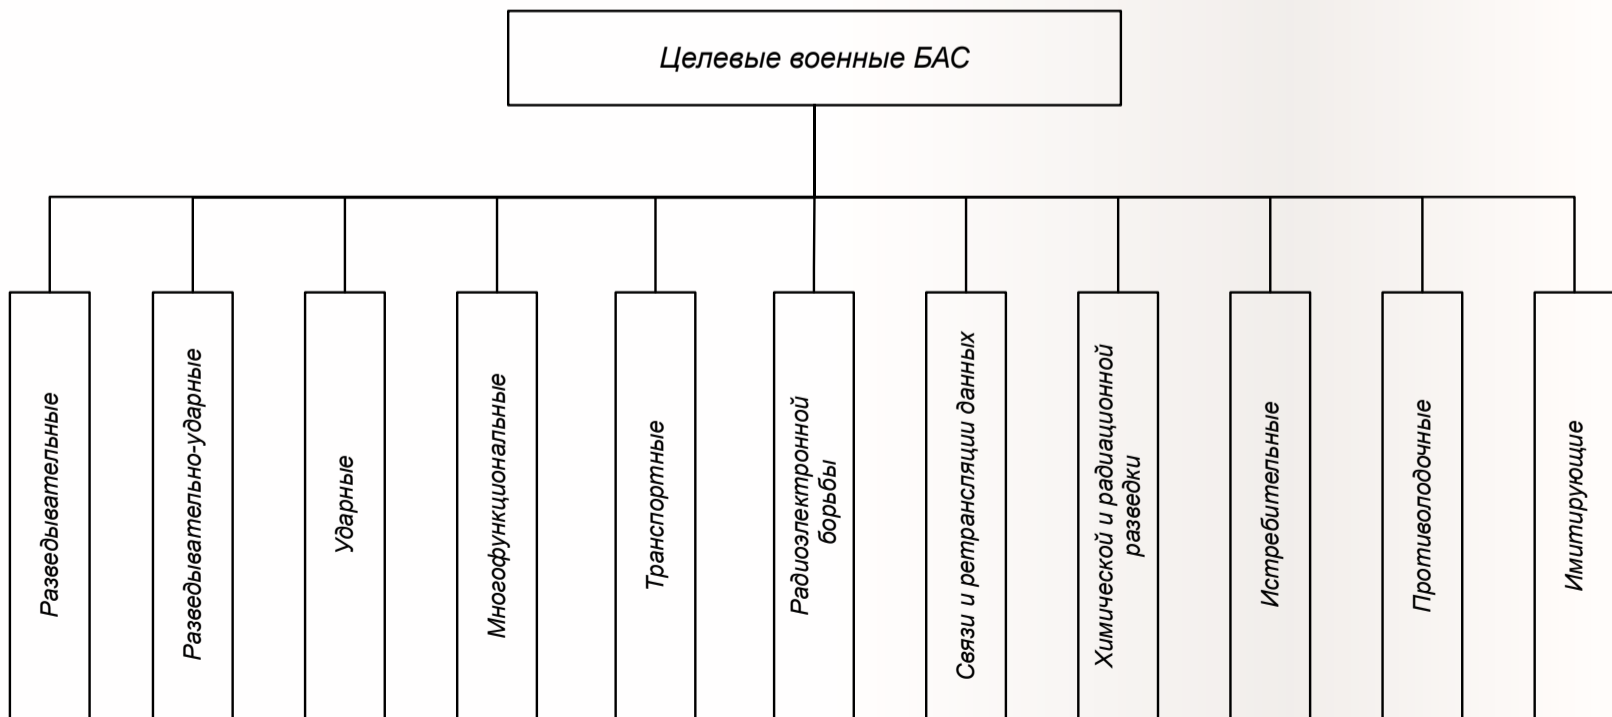 Целевые военные БАС
Разведывательные
Разведывательно-ударные
Ударные
Многофункциональные
Транспортные
Радиоэлектронной
борьбы
Связи и ретрансляции данных
Химической и радиационной
разведки
Истребительные
Противолодочные
Имитирующие